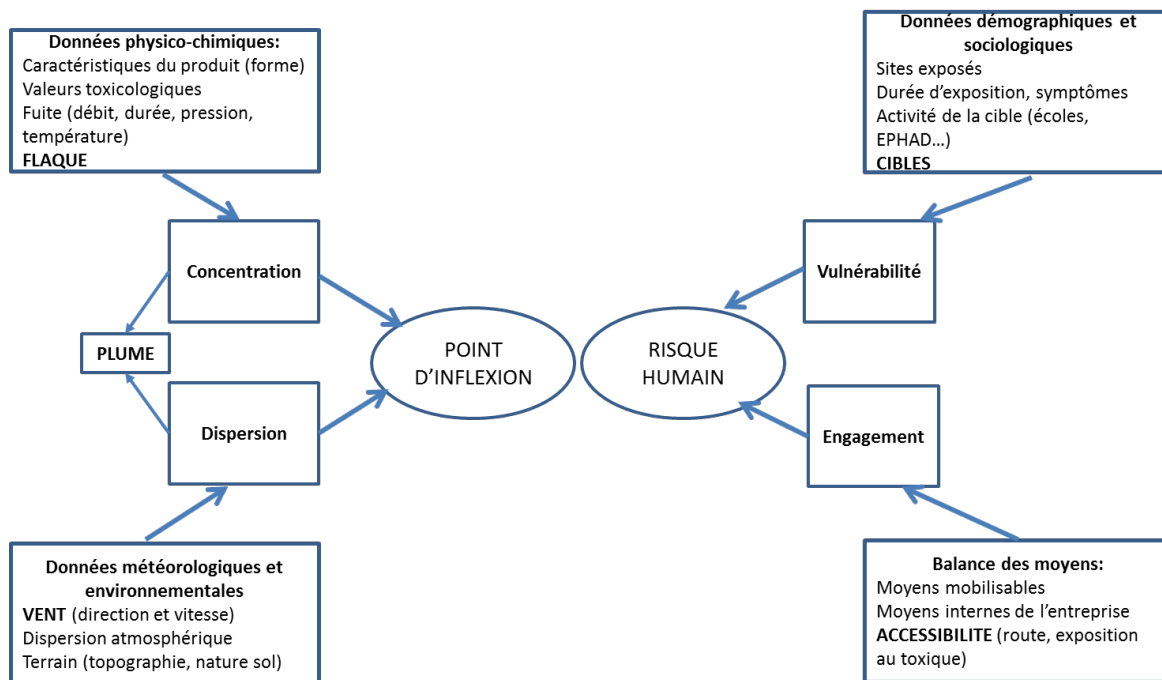 Données physico-chimiques:
Caractéristiques du produit (forme)
Valeurs toxicologiques
Fuite (débit, durée, pression,
température)
FLAQUE
Données démographiques et
sociologiques
Sites exposés
Durée d’exposition, symptômes
Activité de la cible (écoles,
EPHAD…)
CIBLES
Concentration
Vulnérabilité
PLUME
POINT
D’INFLEXION
RISQUE
HUMAIN
Dispersion
Engagement
Données météorologiques et
environnementales
VENT (direction et vitesse)
Dispersion atmosphérique
Terrain (topographie, nature sol)
Balance des moyens:
Moyens mobilisables
Moyens internes de l’entreprise
ACCESSIBILITE (route, exposition
au toxique)